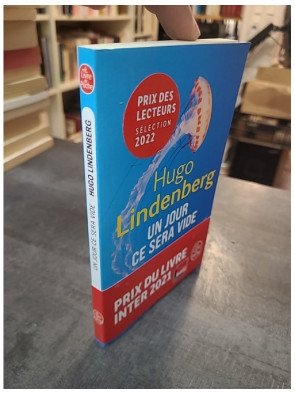 PRIX DES
LECTEURS
SÉLECTION
2022
Hugo
Lindenberg
UN JOUR
CE SERA VIDE
PRIX DU LIVRE
INTER 2021
UN JOUR CE SERA VIDE
HUGO LINDENBERG